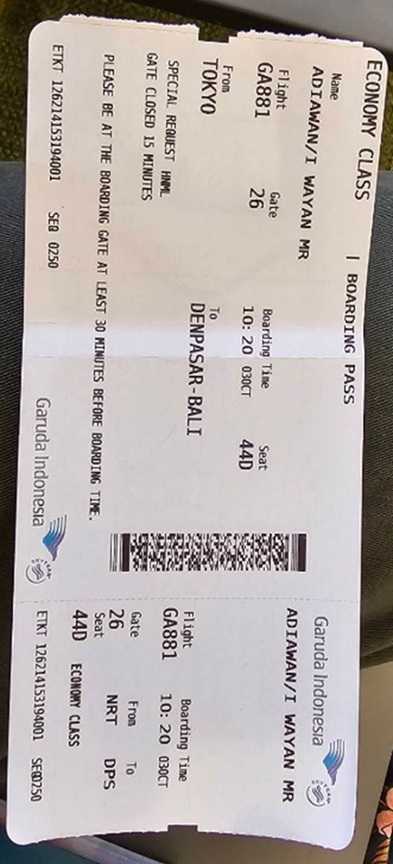 ECONOMY CLASS | BOARDING PASS
Name
ADIAWAN/I WAYAN MR
Flight Gate Boarding Time Seat
GA881 26 10:20 03OCT 44D
From To
TOKYO DENPASAR-BALI
SPECIAL REQUEST HNML
GATE CLOSED 15 MINUTES
PLEASE BE AT THE BOARDING GATE AT LEAST 30 MINUTES BEFORE BOARDING TIME.
ETKT 126214153194001 SEQ 0250
Garuda Indonesia
Garuda Indonesia
ADIAWAN/I WAYAN MR
Flight Boarding Time
GA881 10:20 03OCT
Gate From To
26 NRT DPS
Seat
44D ECONOMY CLASS
ETKT 126214153194001 SEQ0250